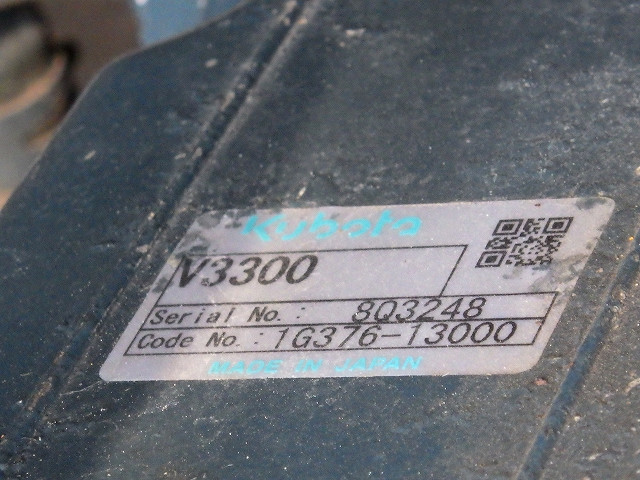 Kubota
V3300
Serial No.: 8Q3248
Code No.: 1G376-13000
MADE IN JAPAN